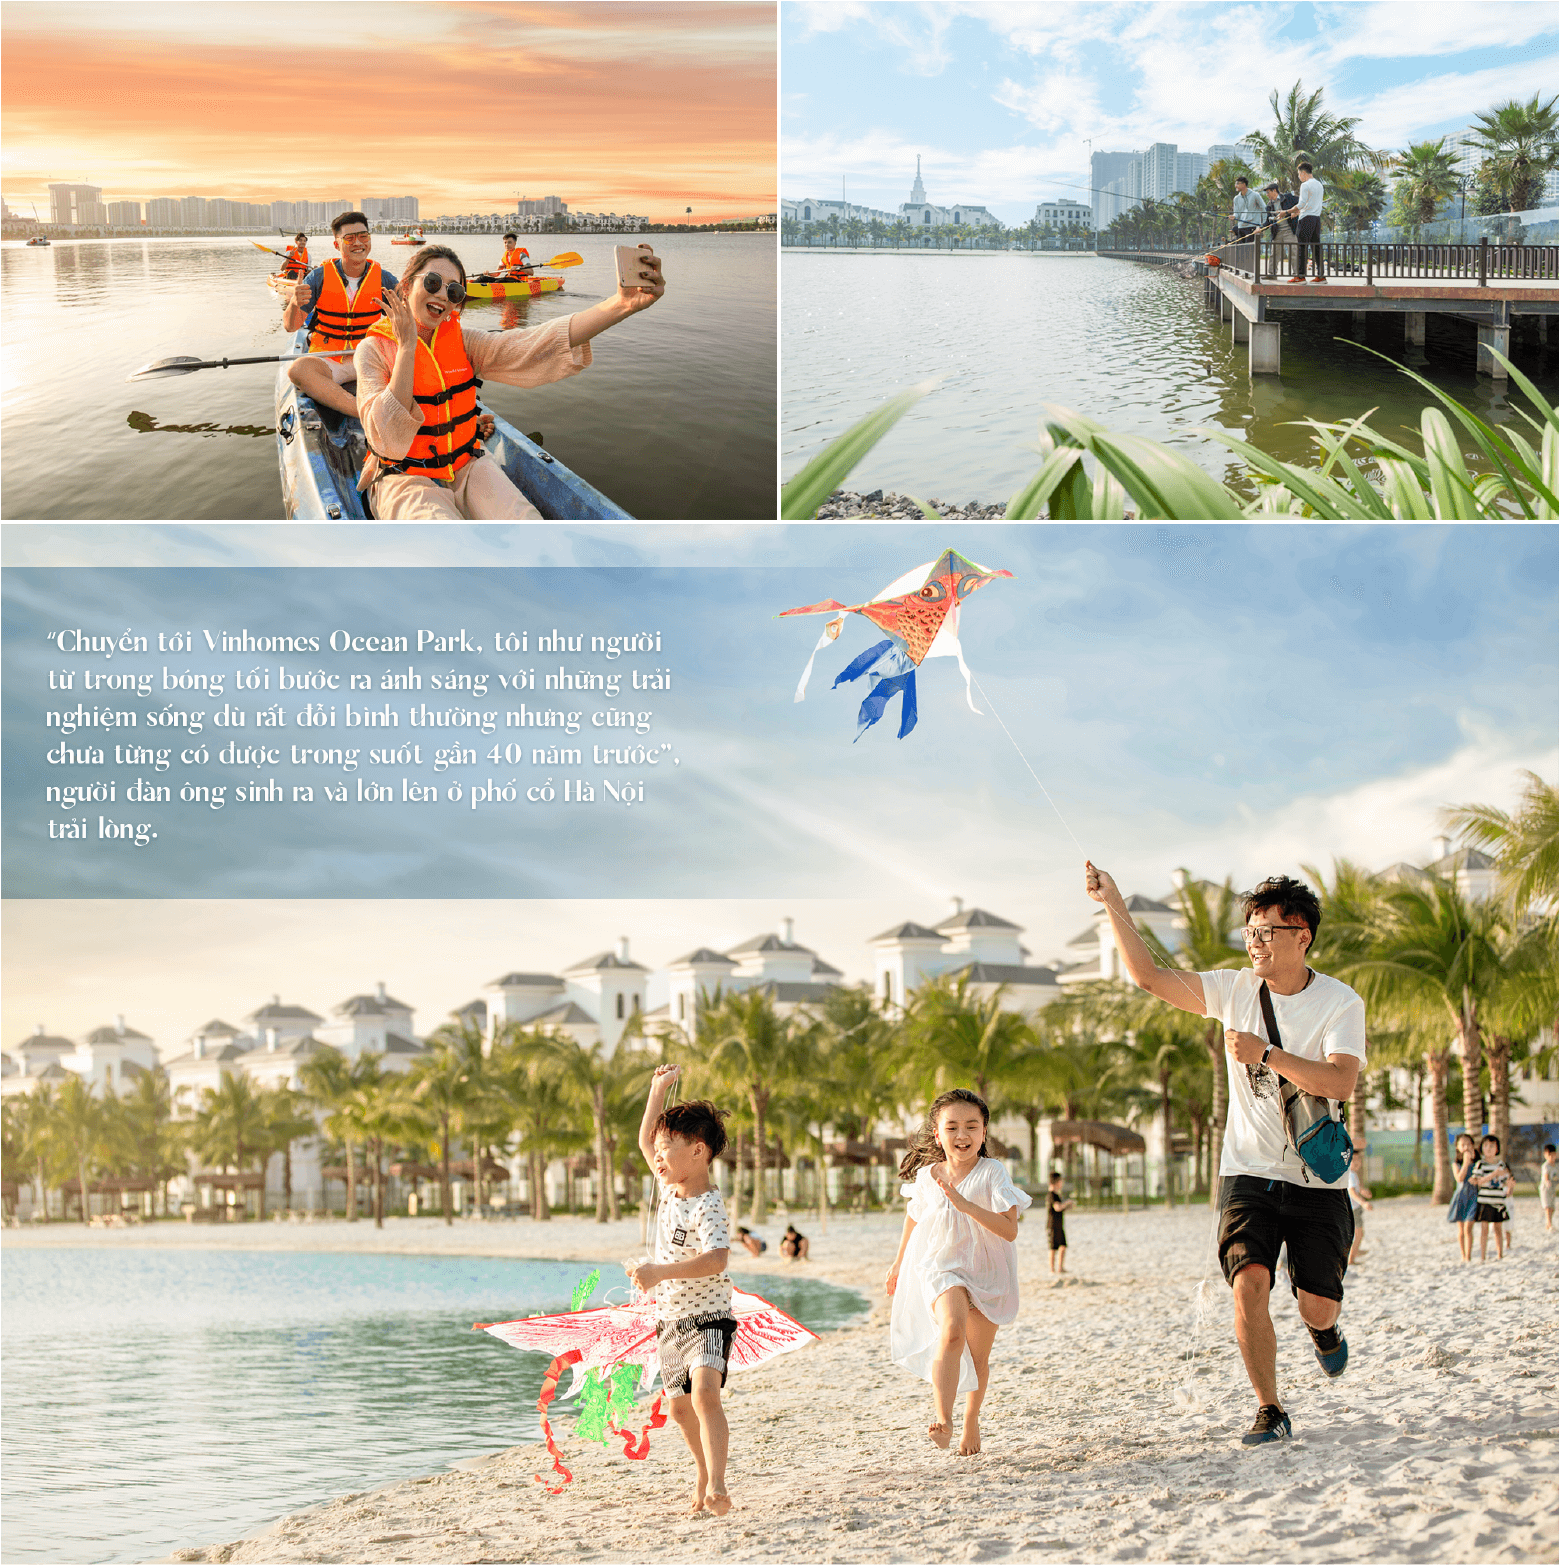 “Chuyển tới Vinhomes Ocean Park, tôi như người
từ trong bóng tối bước ra ánh sáng với những trải
nghiệm sống dù rất đỗi bình thường nhưng cũng
chưa từng có được trong suốt gần 40 năm trước”,
người đàn ông sinh ra và lớn lên ở phố cổ Hà Nội
trải lòng.